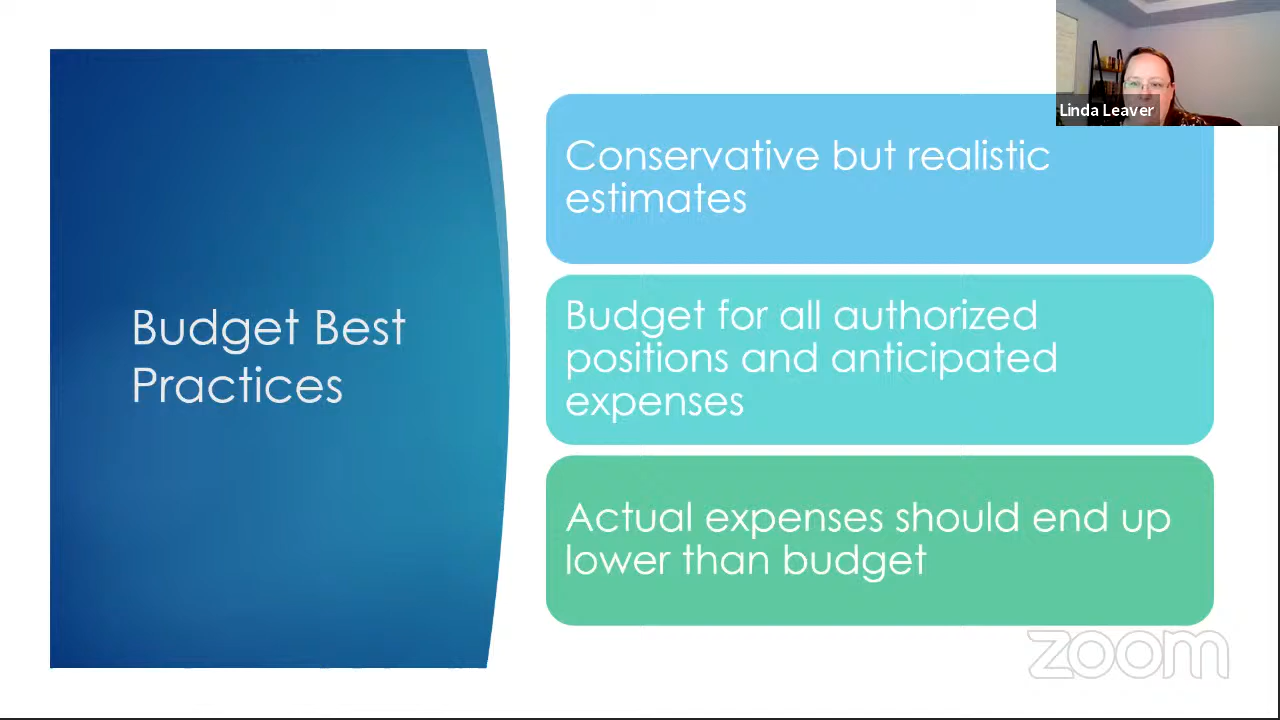 Linda Leaver
Conservative but realistic
estimates
Budget for all authorized
positions and anticipated
expenses
Budget Best
Practices
Actual expenses should end up
lower than budget
zoom